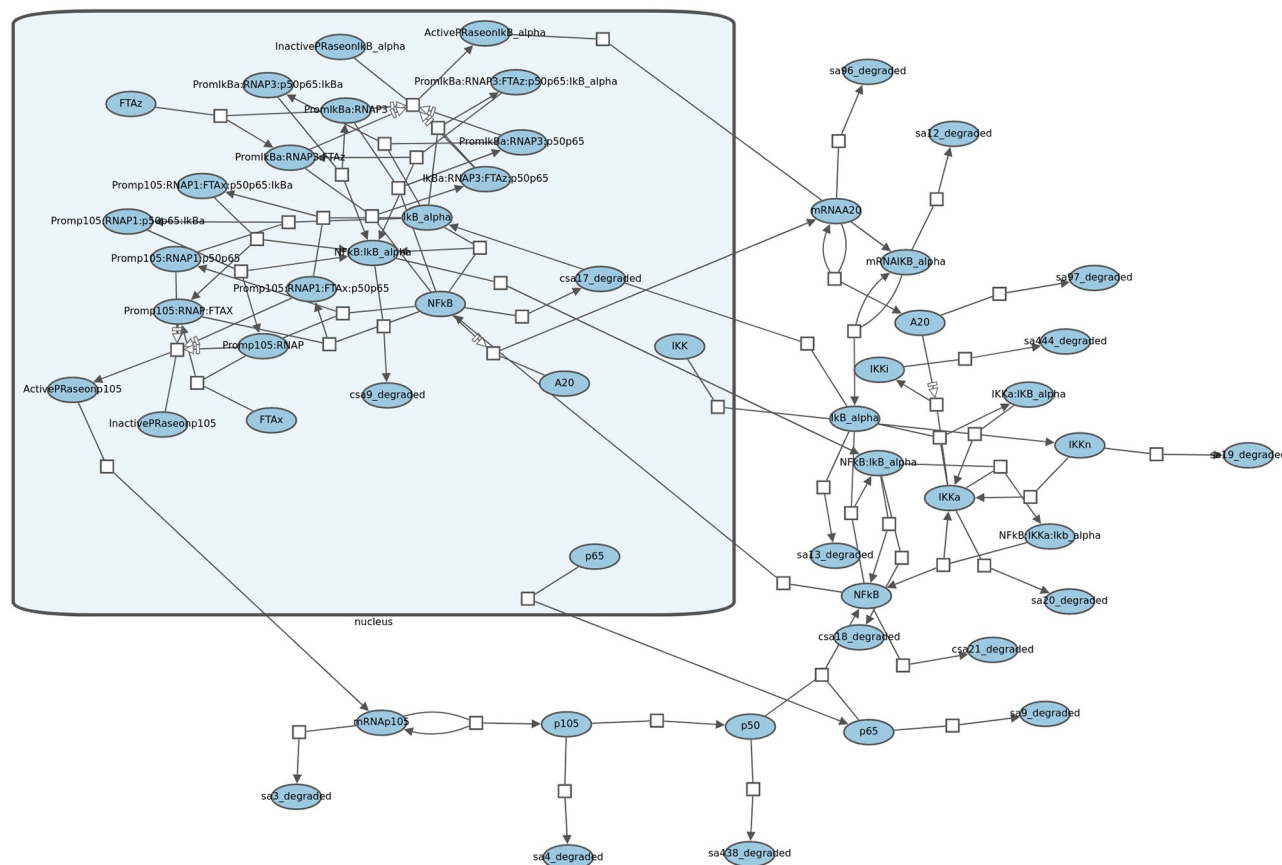 ActivePRaseonIkB_alpha
InactivePRaseonIkB_alpha
sa96_degraded
PromIkBa:RNAP3:p50p65:IkBa
PromIkBa:RNAP3:FTAz:p50p65:IkB_alpha
FTAz
PromIkBa:RNAP3
sa12_degraded
PromIkBa:RNAP3:p50p65
PromIkBa:RNAP3:FTAz
IkBa:RNAP3:FTAz:p50p65
Promp105:RNAP1:FTAx:p50p65:IkBa
mRNAA20
IkB_alpha
Promp105:RNAP1:p50p65:IkBa
NFkB:IkB_alpha
Promp105:RNAP1:p50p65
mRNAIKB_alpha
csa17_degraded
sa97_degraded
Promp105:RNAP1:FTAx:p50p65
NFkB
Promp105:RNAP:FTAX
A20
sa444_degraded
Promp105:RNAP
IKK
IKKi
A20
ActivePRaseonp105
csa9_degraded
IKKa:IKB_alpha
IkB_alpha
InactivePRaseonp105
FTAx
IKKn
sa19_degraded
NFkB:IkB_alpha
IKKa
NFkB:IKKa:Ikb_alpha
p65
sa13_degraded
NFkB
sa20_degraded
nucleus
csa18_degraded
csa21_degraded
sa9_degraded
mRNAp105
p105
p50
p65
sa3_degraded
sa4_degraded
sa438_degraded